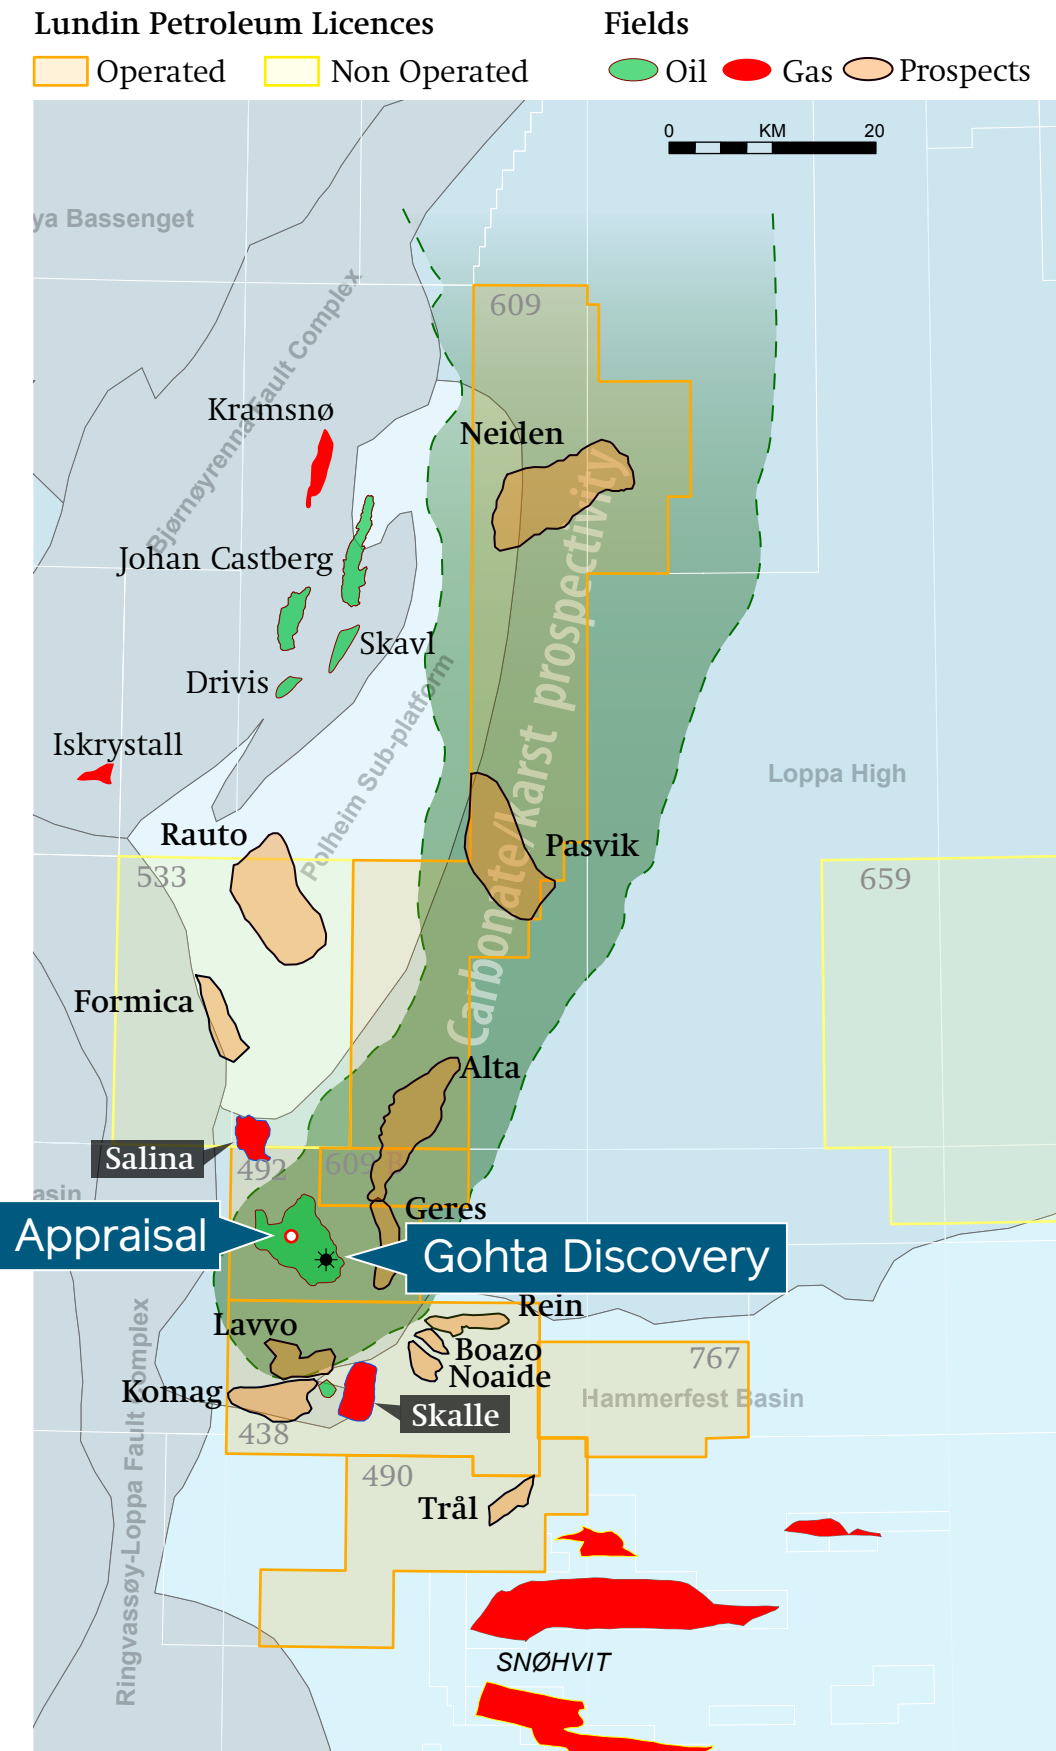 Lundin Petroleum Licences
Fields
Operated
Non Operated
Oil
Gas
Prospects
0 KM 20
ya Bassenget
609
Bjørnøyrenna Fault Complex
Kramsnø
Neiden
Johan Castberg
Skavl
Drivis
Polheim Sub-platform
Carbonate/karst prospectivity
Iskrystall
Loppa High
Rauto
Pasvik
533
659
Formica
Alta
Salina
492
609 B
asin
Geres
Appraisal
Gohta Discovery
Rein
Lavvo
Boazo
767
Noaide
Komag
Hammerfest Basin
Skalle
438
490
Trål
Ringvassøy-Loppa Fault Complex
SNØHVIT